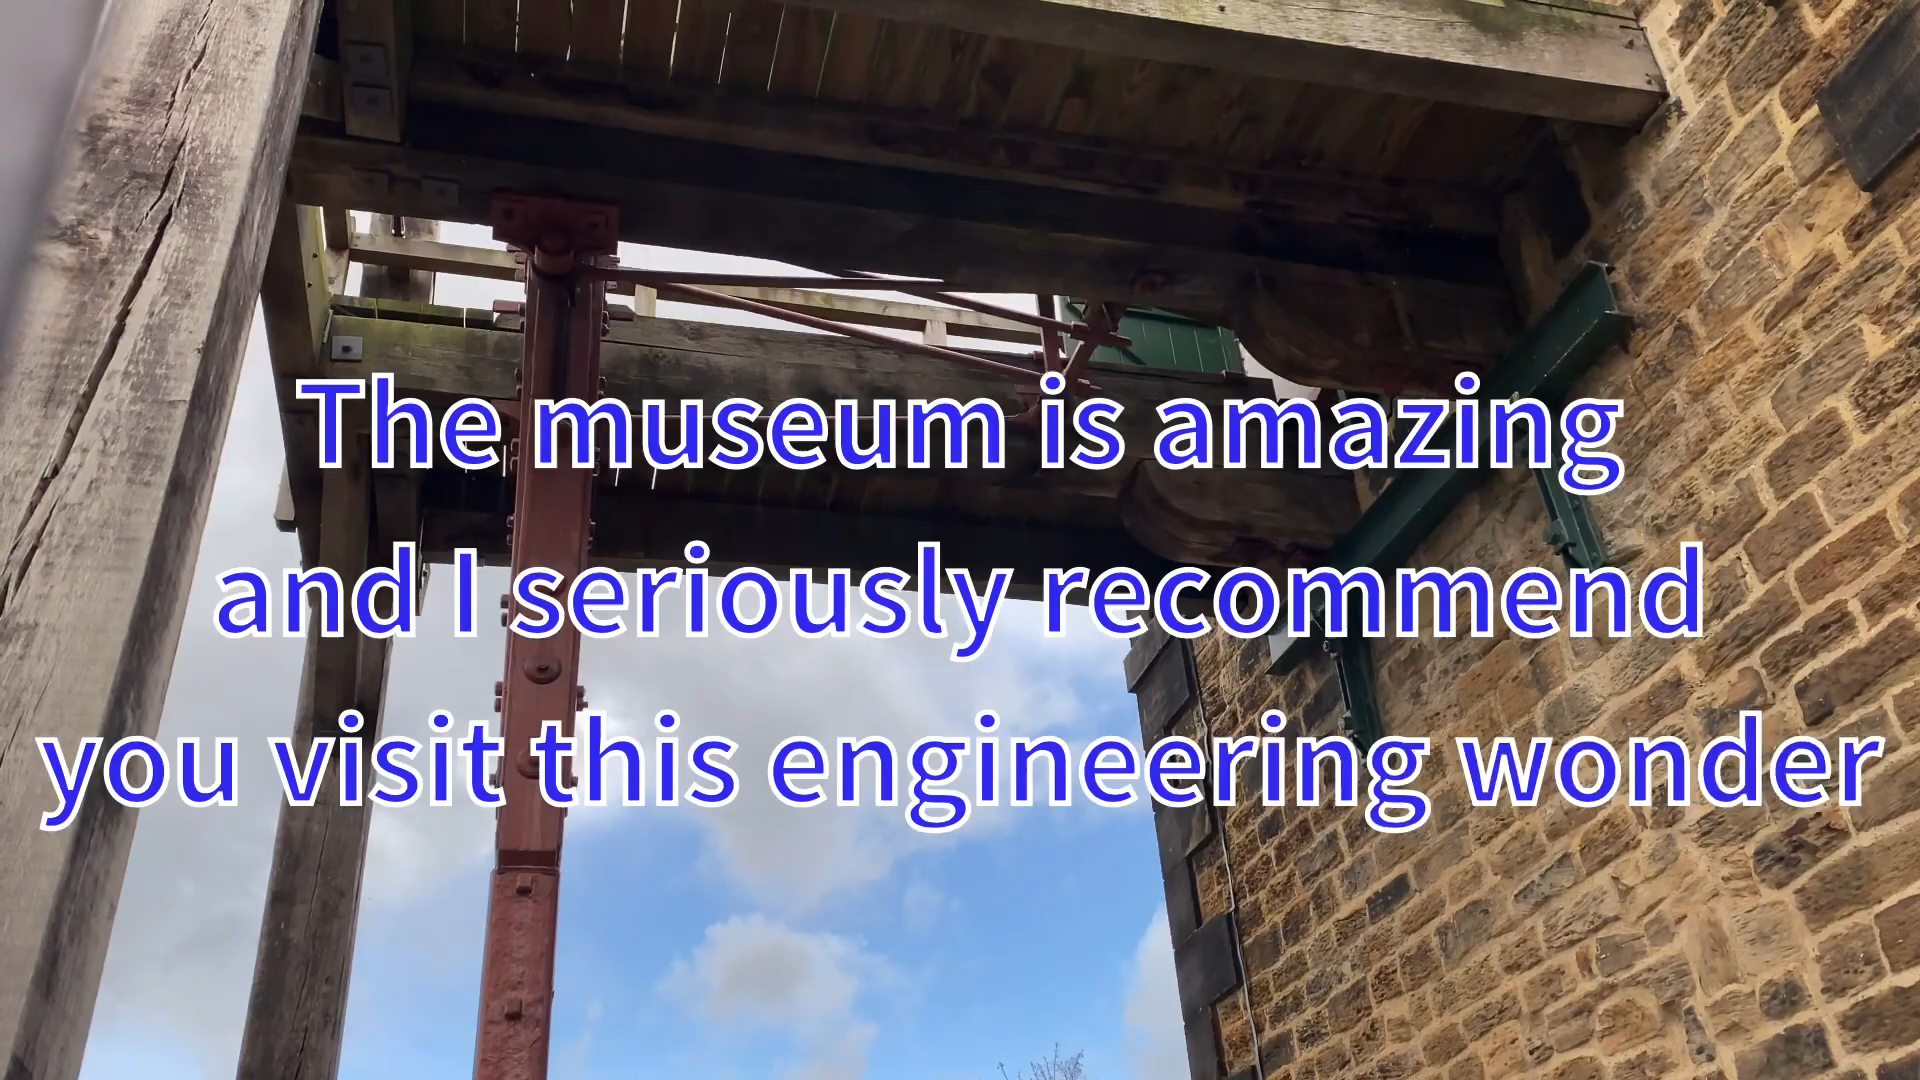 The museum is amazing
and I seriously recommend
you visit this engineering wonder